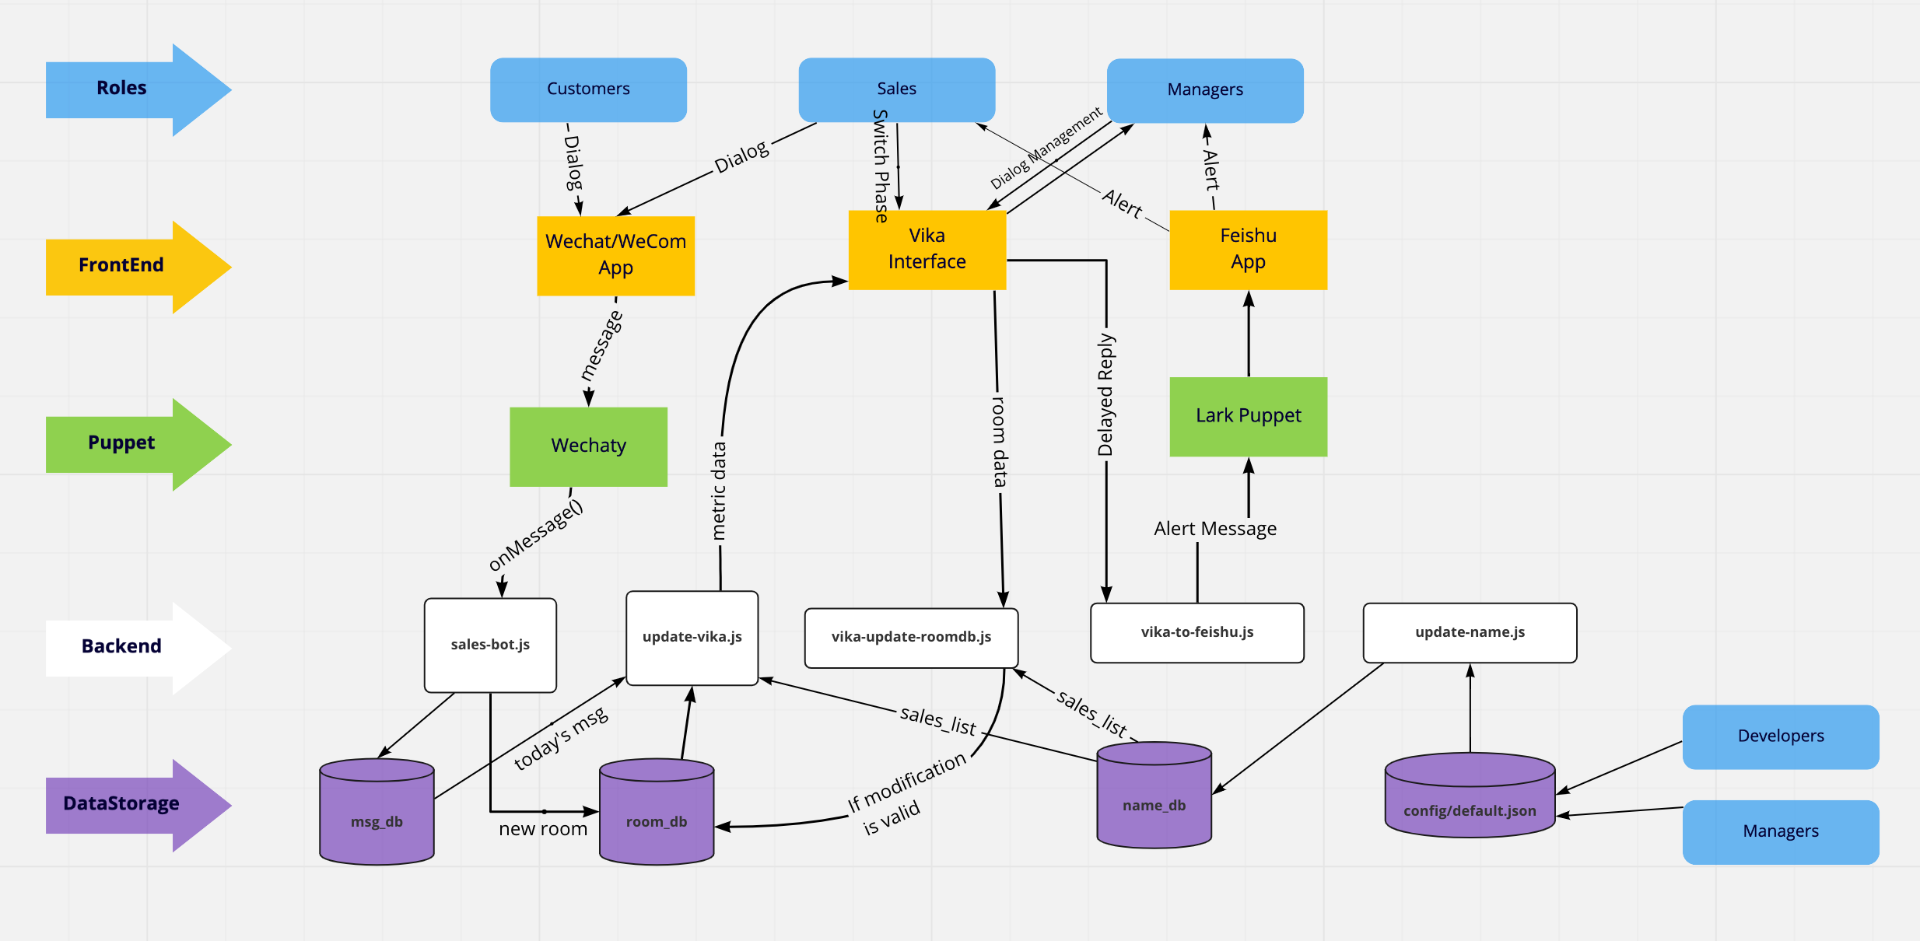 Roles
Customers
Sales
Managers
Dialog
Dialog
Switch Phase
Dialog Management
Alert
Alert
FrontEnd
Wechat/WeCom
App
Vika
Interface
Feishu
App
message
metric data
room data
Delayed Reply
Puppet
Wechaty
Lark Puppet
onMessage()
Alert Message
Backend
sales-bot.js
update-vika.js
vika-update-roomdb.js
vika-to-feishu.js
update-name.js
today's msg
sales_list
sales_list
If modification
is valid
new room
DataStorage
msg_db
room_db
name_db
config/default.json
Developers
Managers